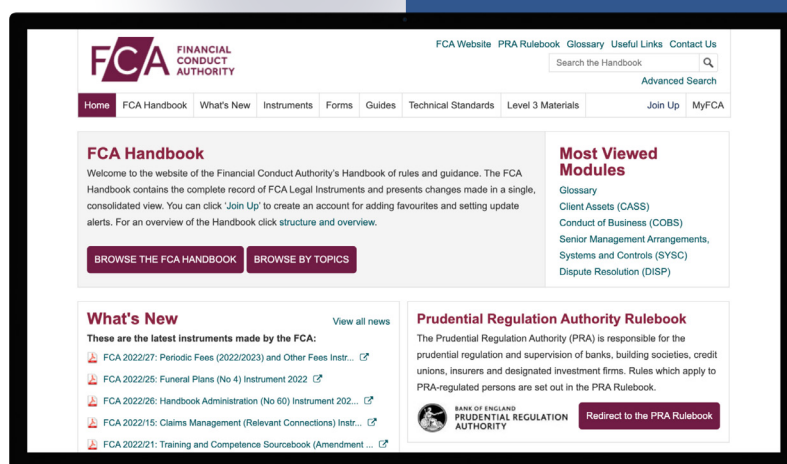 FCA FINANCIAL
CONDUCT
AUTHORITY
FCA Website PRA Rulebook Glossary Useful Links Contact Us
Search the Handbook
Advanced Search
Home FCA Handbook What's New Instruments Forms Guides Technical Standards Level 3 Materials Join Up MyFCA
FCA Handbook
Welcome to the website of the Financial Conduct Authority's Handbook of rules and guidance. The FCA
Handbook contains the complete record of FCA Legal Instruments and presents changes made in a single,
consolidated view. You can click 'Join Up' to create an account for adding favourites and setting update
alerts. For an overview of the Handbook click structure and overview.
BROWSE THE FCA HANDBOOK BROWSE BY TOPICS
Most Viewed
Modules
Glossary
Client Assets (CASS)
Conduct of Business (COBS)
Senior Management Arrangements,
Systems and Controls (SYSC)
Dispute Resolution (DISP)
What's New View all news
These are the latest instruments made by the FCA:
FCA 2022/27: Periodic Fees (2022/2023) and Other Fees Instr...
FCA 2022/25: Funeral Plans (No 4) Instrument 2022
FCA 2022/26: Handbook Administration (No 60) Instrument 202...
FCA 2022/15: Claims Management (Relevant Connections) Instr...
FCA 2022/21: Training and Competence Sourcebook (Amendment ...
Prudential Regulation Authority Rulebook
The Prudential Regulation Authority (PRA) is responsible for the
prudential regulation and supervision of banks, building societies, credit
unions, insurers and designated investment firms. Rules which apply to
PRA-regulated persons are set out in the PRA Rulebook.
BANK OF ENGLAND
PRUDENTIAL REGULATION
AUTHORITY
Redirect to the PRA Rulebook